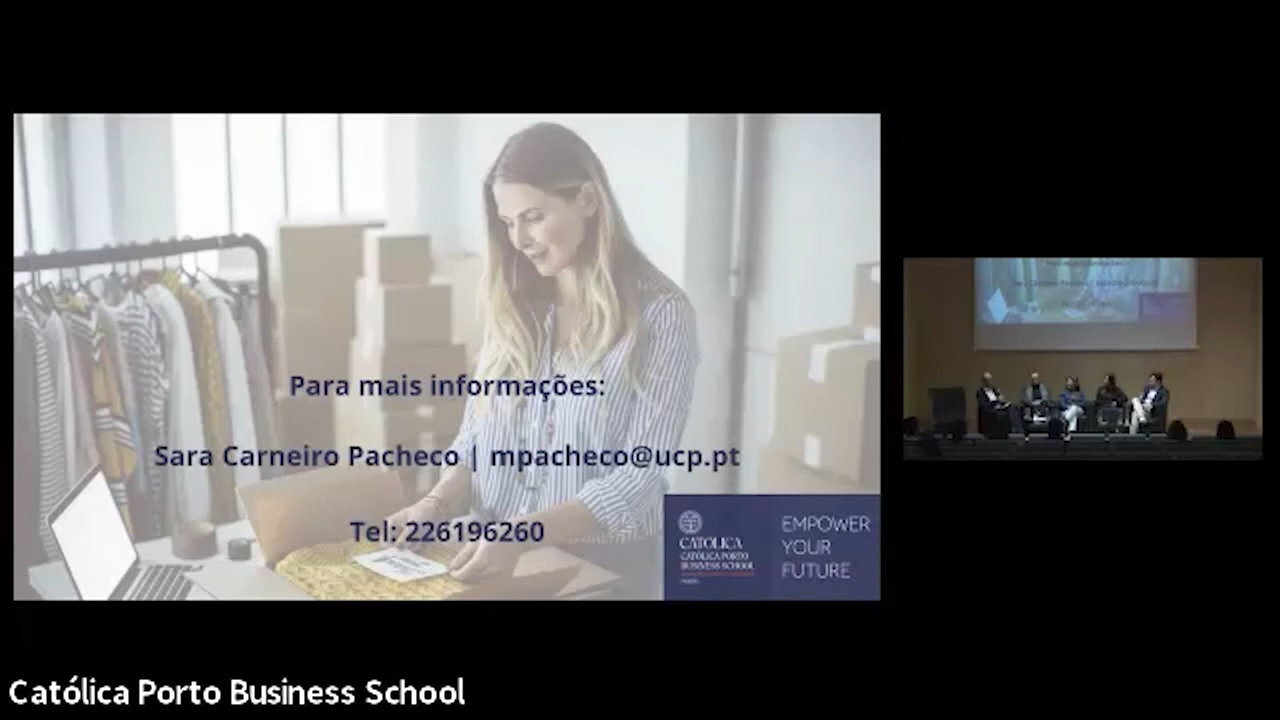 Para mais informações:
Sara Carneiro Pacheco | mpacheco@ucp.pt
Tel: 226196260
CATOLICA
CATÓLICA PORTO
BUSINESS SCHOOL
EMPOWER
YOUR
FUTURE
Católica Porto Business School